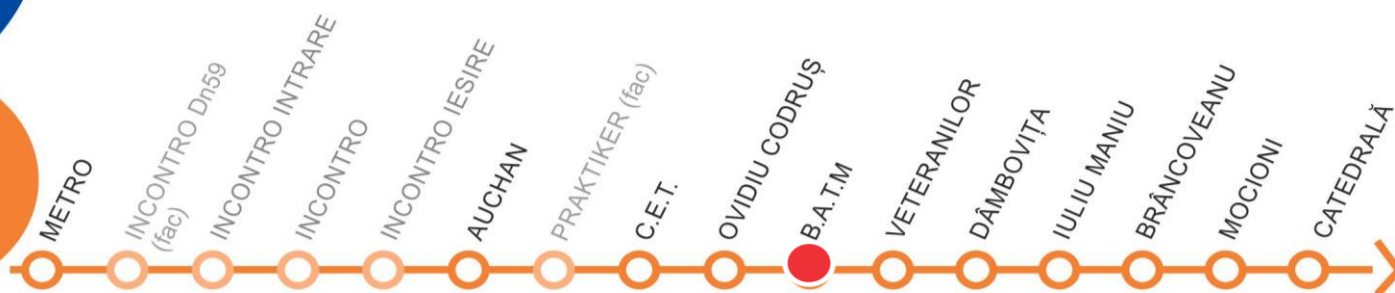 METRO
INCONTRO Dn59
(fac)
INCONTRO INTRARE
INCONTRO
INCONTRO IESIRE
AUCHAN
PRAKTIKER (fac)
C.E.T.
OVIDIU CODRUȘ
B.A.T.M
VETERANILOR
DÂMBOVIȚA
IULIU MANIU
BRÂNCOVEANU
MOCIONI
CATEDRALĂ